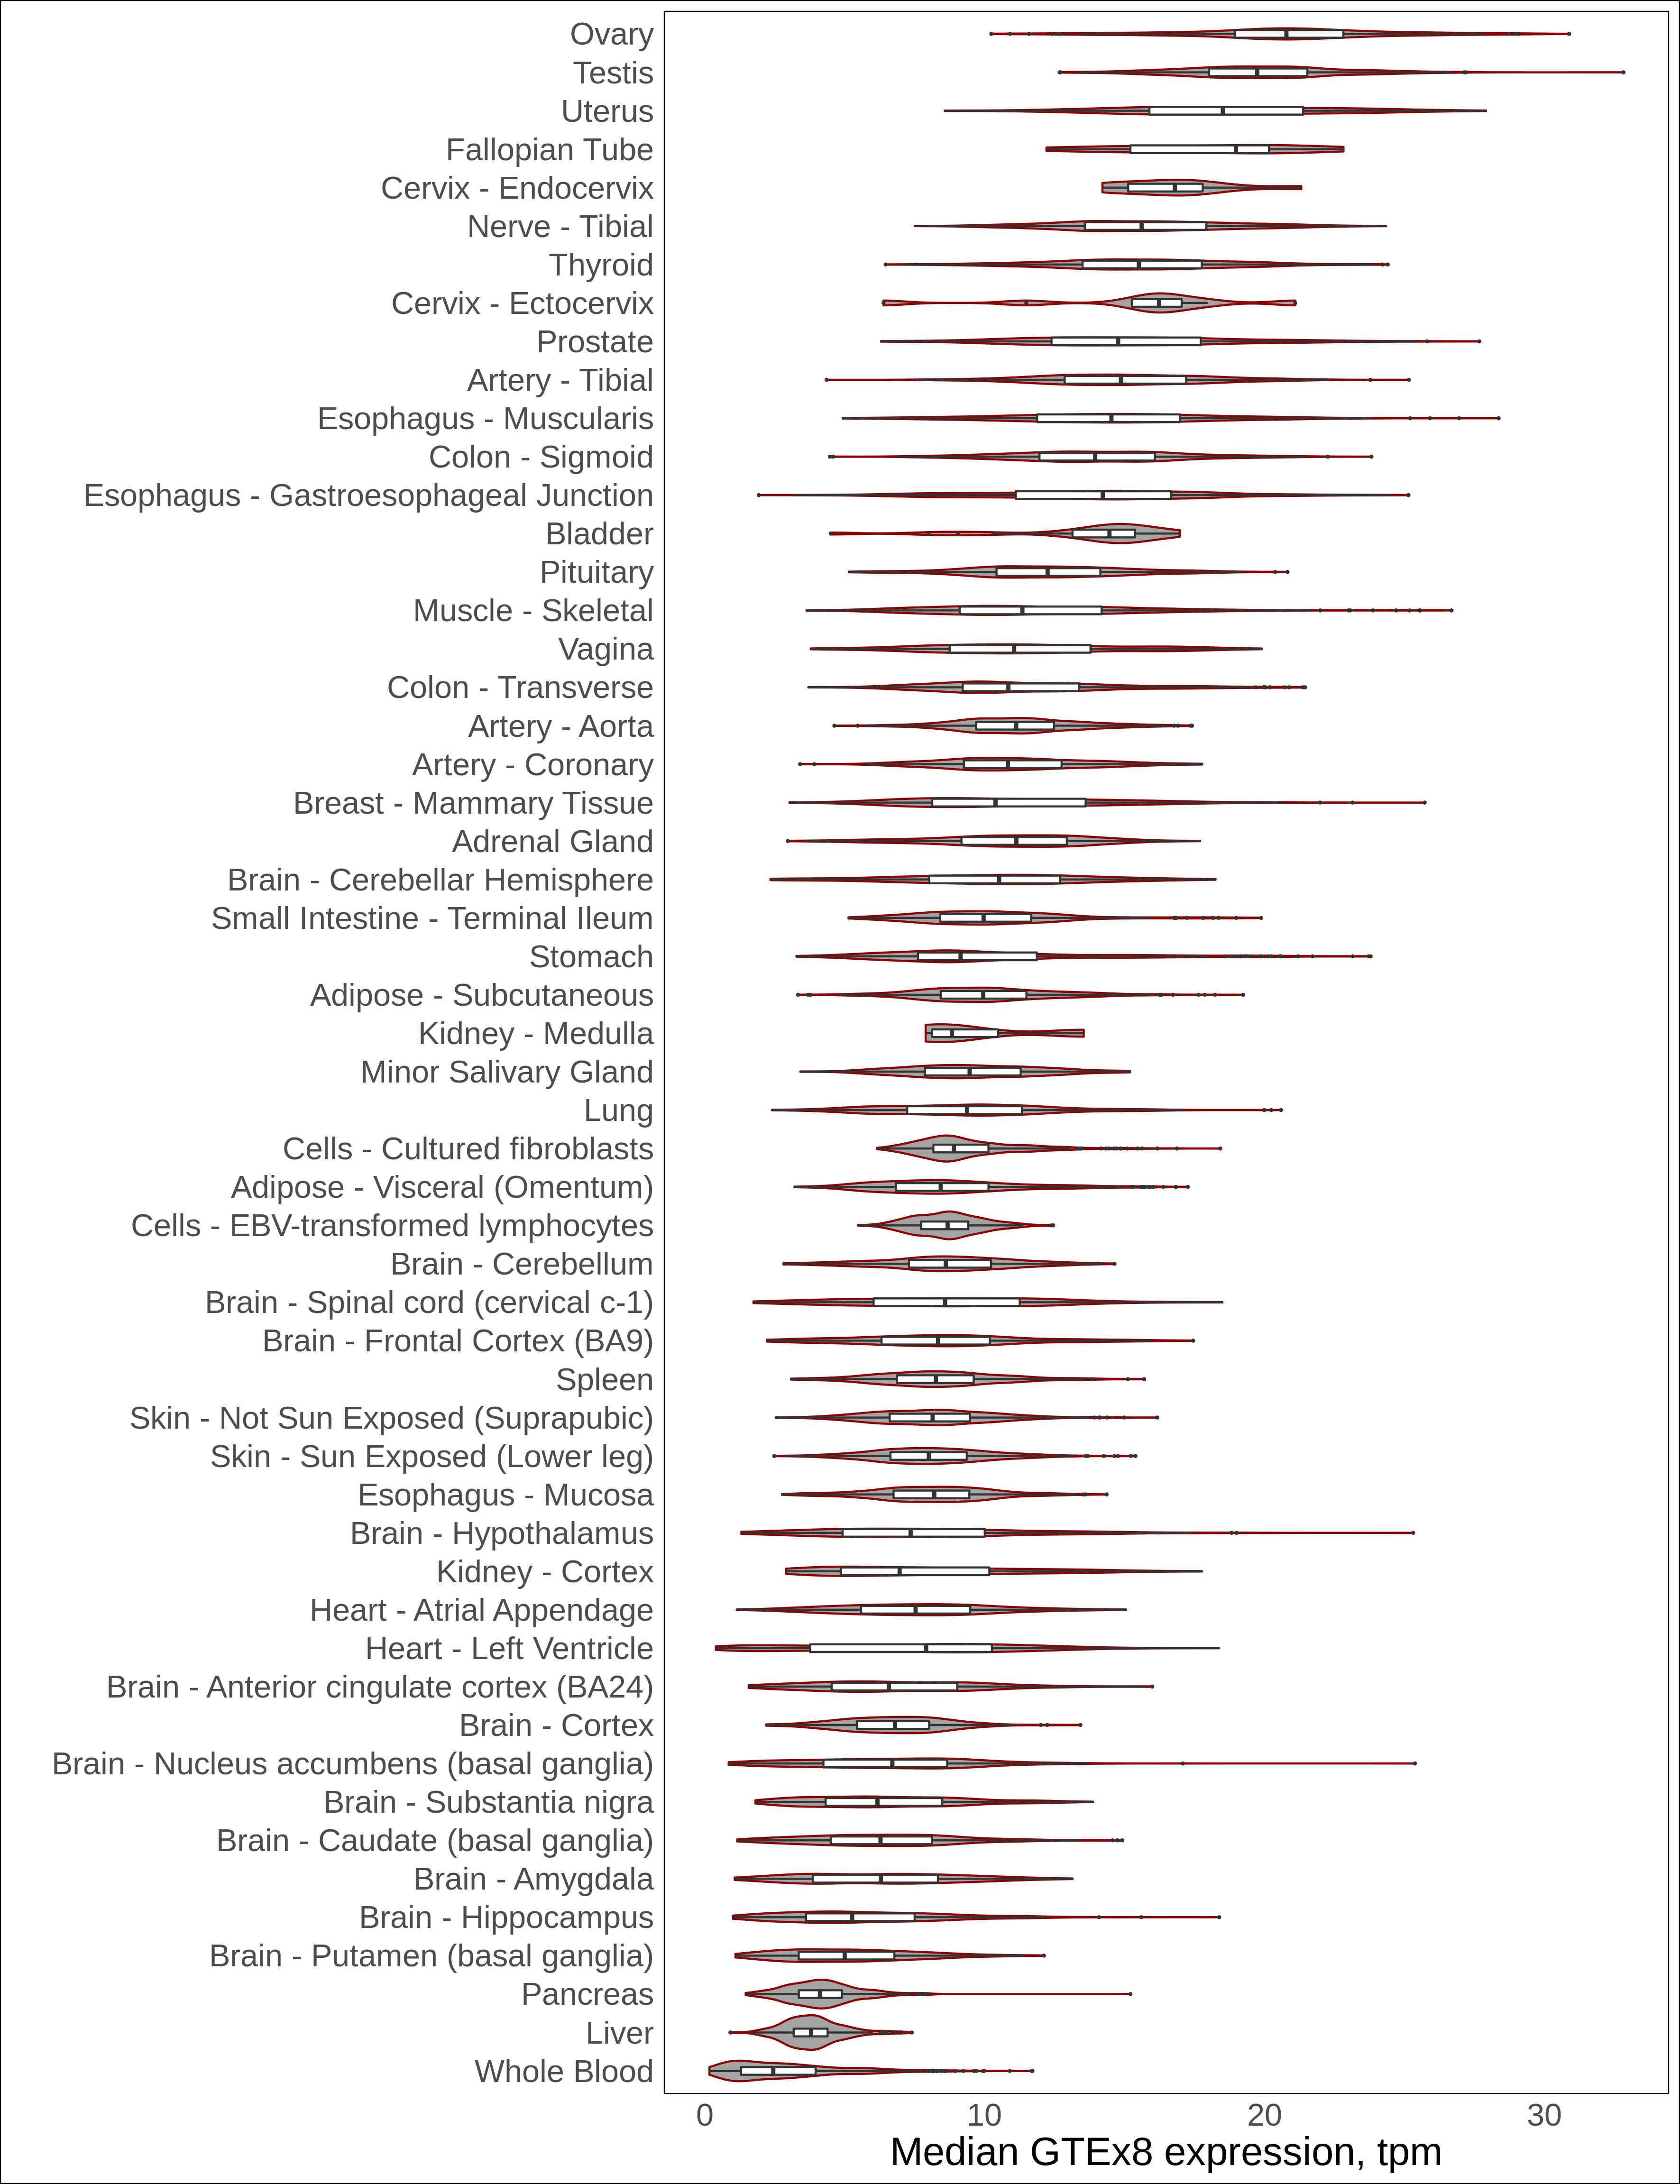 Ovary
Testis
Uterus
Fallopian Tube
Cervix - Endocervix
Nerve - Tibial
Thyroid
Cervix - Ectocervix
Prostate
Artery - Tibial
Esophagus - Muscularis
Colon - Sigmoid
Esophagus - Gastroesophageal Junction
Bladder
Pituitary
Muscle - Skeletal
Vagina
Colon - Transverse
Artery - Aorta
Artery - Coronary
Breast - Mammary Tissue
Adrenal Gland
Brain - Cerebellar Hemisphere
Small Intestine - Terminal Ileum
Stomach
Adipose - Subcutaneous
Kidney - Medulla
Minor Salivary Gland
Lung
Cells - Cultured fibroblasts
Adipose - Visceral (Omentum)
Cells - EBV-transformed lymphocytes
Brain - Cerebellum
Brain - Spinal cord (cervical c-1)
Brain - Frontal Cortex (BA9)
Spleen
Skin - Not Sun Exposed (Suprapubic)
Skin - Sun Exposed (Lower leg)
Esophagus - Mucosa
Brain - Hypothalamus
Kidney - Cortex
Heart - Atrial Appendage
Heart - Left Ventricle
Brain - Anterior cingulate cortex (BA24)
Brain - Cortex
Brain - Nucleus accumbens (basal ganglia)
Brain - Substantia nigra
Brain - Caudate (basal ganglia)
Brain - Amygdala
Brain - Hippocampus
Brain - Putamen (basal ganglia)
Pancreas
Liver
Whole Blood
0 10 20 30
Median GTEx8 expression, tpm